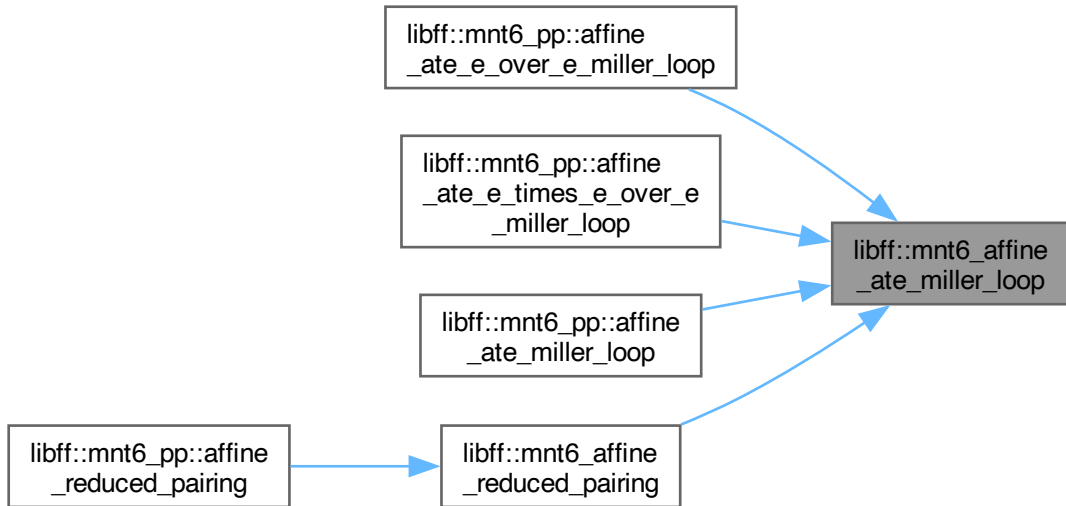 libff::mnt6_pp::affine
_ate_e_over_e_miller_loop
libff::mnt6_pp::affine
_ate_e_times_e_over_e
_miller_loop
libff::mnt6_affine
_ate_miller_loop
libff::mnt6_pp::affine
_ate_miller_loop
libff::mnt6_pp::affine
_reduced_pairing
libff::mnt6_affine
_reduced_pairing